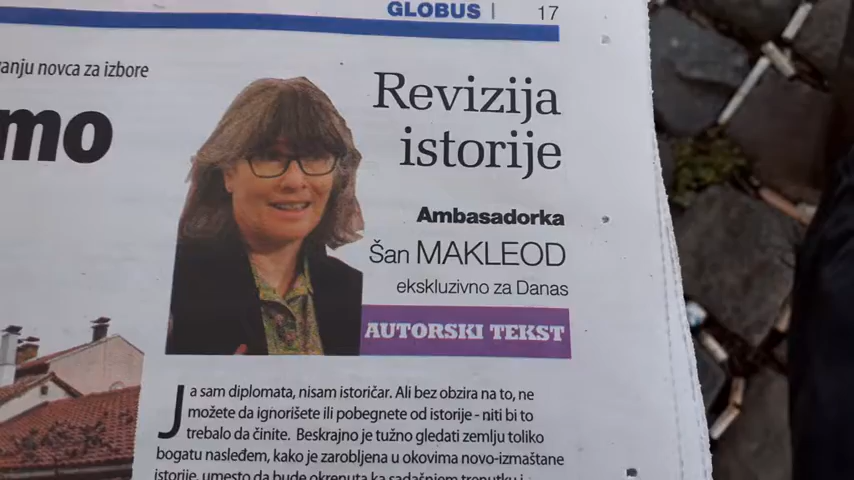 GLOBUS | 17
anju novca za izbore
mo
Revizija
istorije
Ambasadorka
Šan MAKLEOD
ekskluzivno za Danas
AUTORSKI TEKST
Ja sam diplomata, nisam istoričar. Ali bez obzira na to, ne
možete da ignorišete ili pobegnete od istorije - niti bi to
trebalo da činite. Beskrajno je tužno gledati zemlju toliko
bogatu nasleđem, kako je zarobljena u okovima novo-izmaštane
istorije, umesto da bude okrenuta ka sadašnjem trenutku i